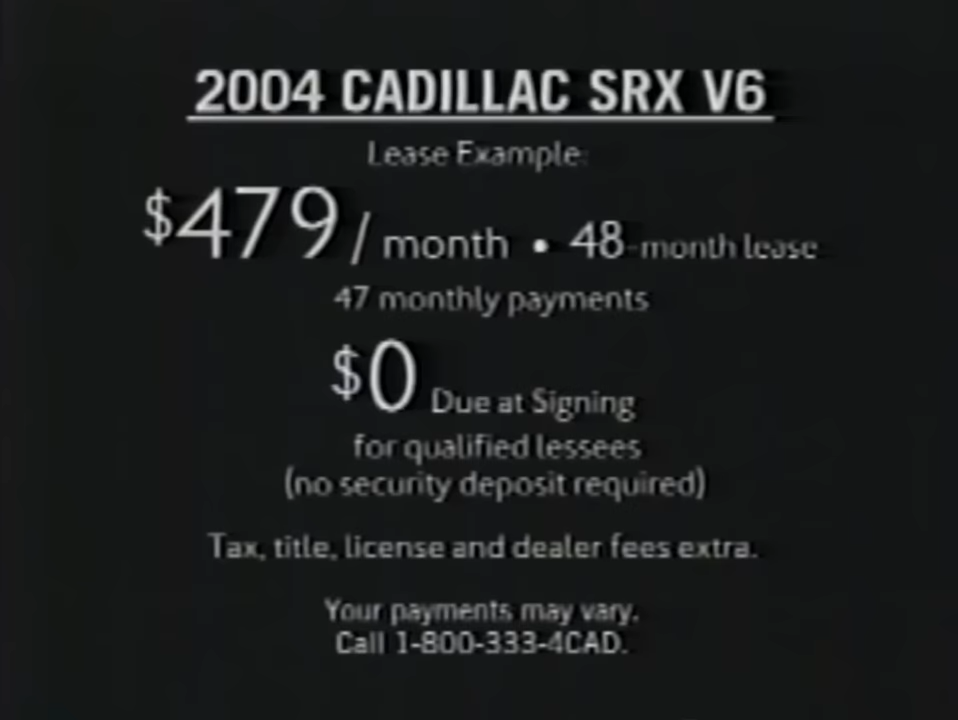 2004 CADILLAC SRX V6
Lease Example:
$479/month • 48-month lease
47 monthly payments
$0 Due at Signing
for qualified lessees
(no security deposit required)
Tax, title, license and dealer fees extra.
Your payments may vary.
Call 1-800-333-4CAD.